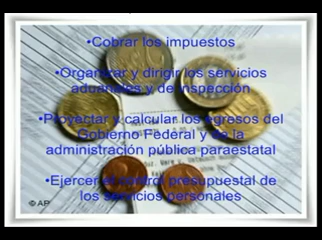 •Cobrar los impuestos
•Organizar y dirigir los servicios
aduanales y de inspección
•Proyectar y calcular los egresos del
Gobierno Federal y de la
administración pública paraestatal
•Ejercer el control presupuestal de
los servicios personales
© AP